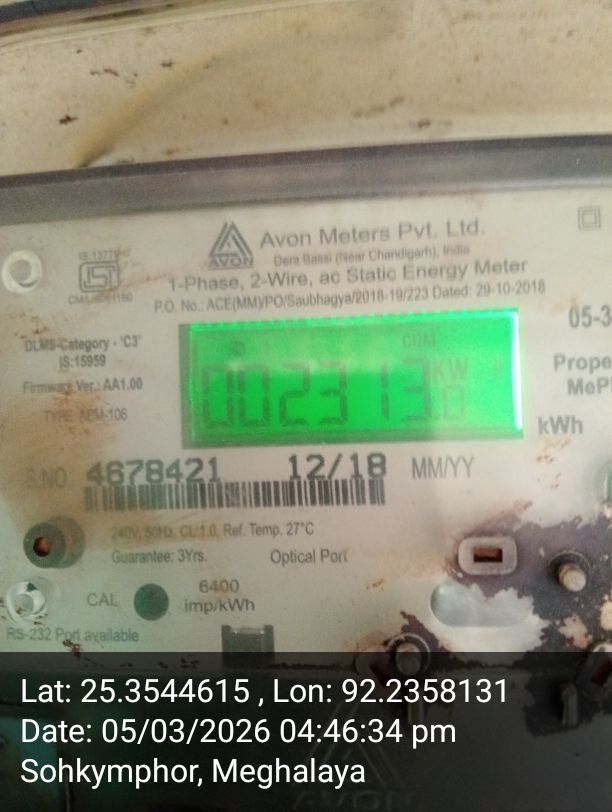 Avon Meters Pvt. Ltd.
AVON
Dera Bassi (Near Chandigarh), India
IS:13779
ISI
1-Phase, 2-Wire, ac Static Energy Meter
P.O. No.: ACE(MM)/PO/Saubhagya/2018-19/223 Dated: 29-10-2018
DLMS-Category - 'C3'
IS:15959
Firmware Ver.: AA1.00
TYPE: AEM-106
CUM
002313
KW
05-3
Prope
MeP
kWh
S.NO 4678421 12/18 MM/YY
240V, 50Hz, CL:1.0, Ref. Temp. 27°C
Guarantee: 3Yrs. Optical Port
CAL 6400
imp/kWh
RS-232 Port available
Lat: 25.3544615 , Lon: 92.2358131
Date: 05/03/2026 04:46:34 pm
Sohkymphor, Meghalaya
AVON